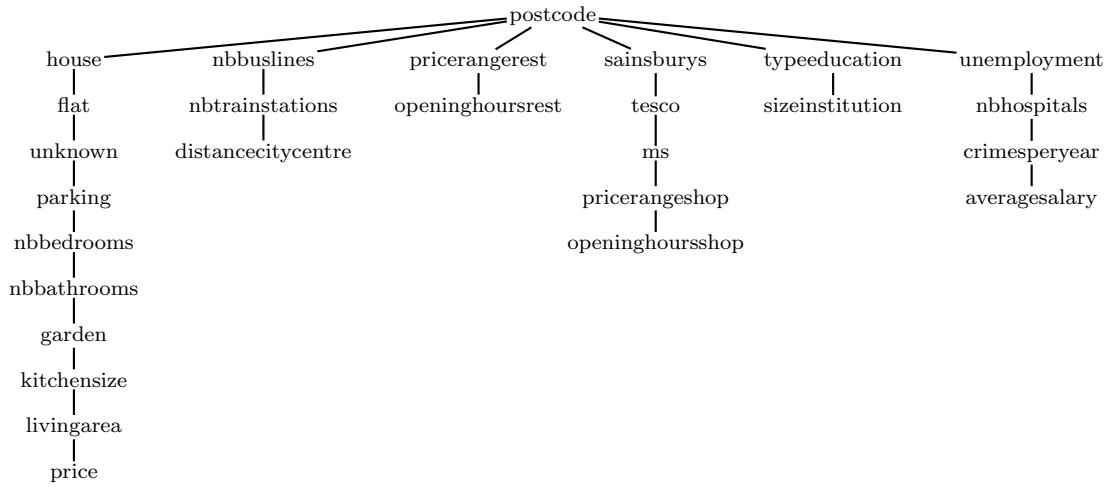 postcode
house nbbuslines pricerangerest sainsburys typeeducation unemployment
flat nbtrainstations openinghoursrest tesco sizeinstitution nbhospitals
unknown distancecitycentre ms crimesperyear
parking pricerangeshop averagesalary
nbbedrooms openinghoursshop
nbbathrooms
garden
kitchensize
livingarea
price